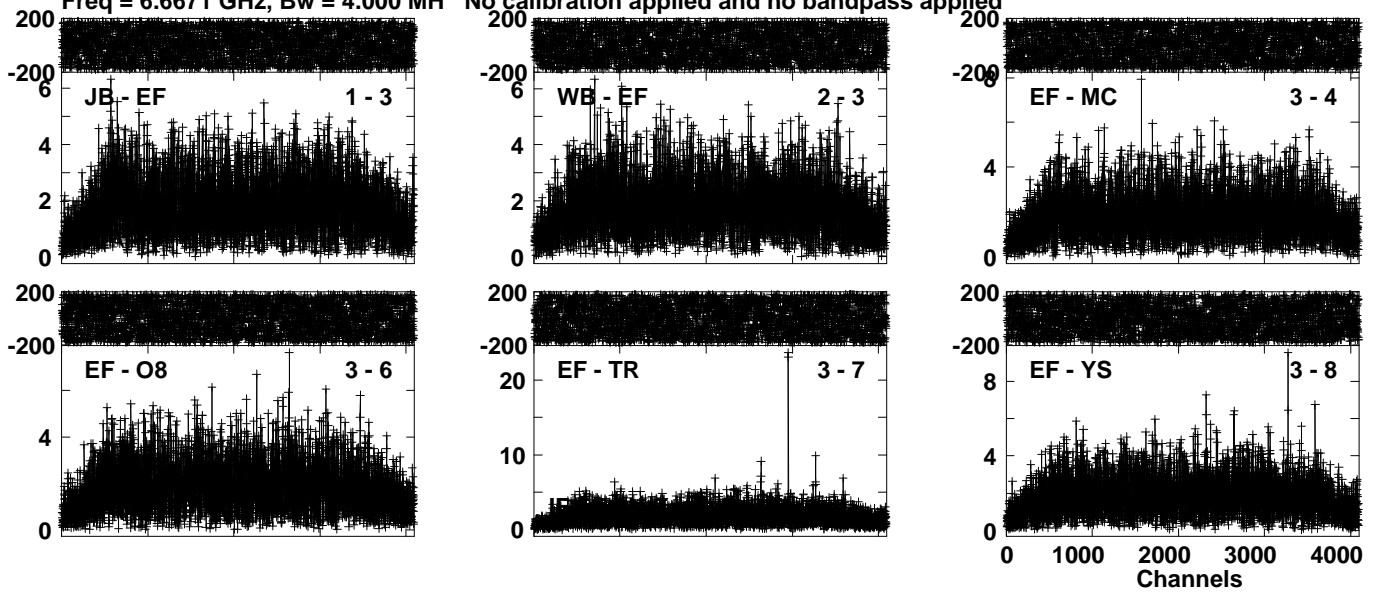 Freq = 6.6671 GHz, Bw = 4.000 MH No calibration applied and no bandpass applied
200 200 200
-200 -200 -200
JB - EF 1 - 3
6
4
2
0
WB - EF 2 - 3
6
4
2
0
EF - MC 3 - 4
8
4
0
200 200 200
-200 -200 -200
EF - O8 3 - 6
4
0
EF - TR 3 - 7
20
10
0
EF - YS 3 - 8
8
4
0
0 1000 2000 3000 4000
Channels